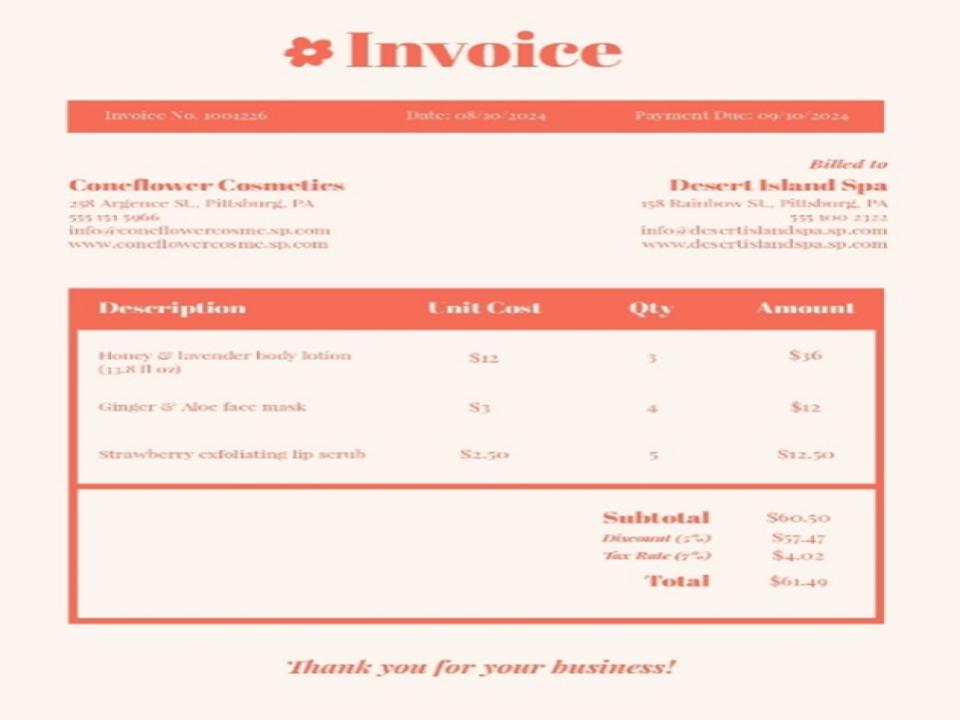 Invoice
Invoice No. 1001226 Date: 08/10/2024 Payment Due: 09/10/2024
Billed to
Coneflower Cosmetics
258 Argence St., Pittsburg, PA
555 151 5966
info@coneflowercosmc.sp.com
www.coneflowercosmc.sp.com
Desert Island Spa
158 Rainbow St., Pittsburg, PA
555 100 2322
info@desertislandspa.sp.com
www.desertislandspa.sp.com
Description Unit Cost Qty Amount
Honey & lavender body lotion
(33.8 fl oz) $12 3 $36
Ginger & Aloe face mask $3 4 $12
Strawberry exfoliating lip scrub $2.50 5 $12.50
Subtotal $60.50
Discount (5%) $57.47
Tax Rate (7%) $4.02
Total $61.49
Thank you for your business!